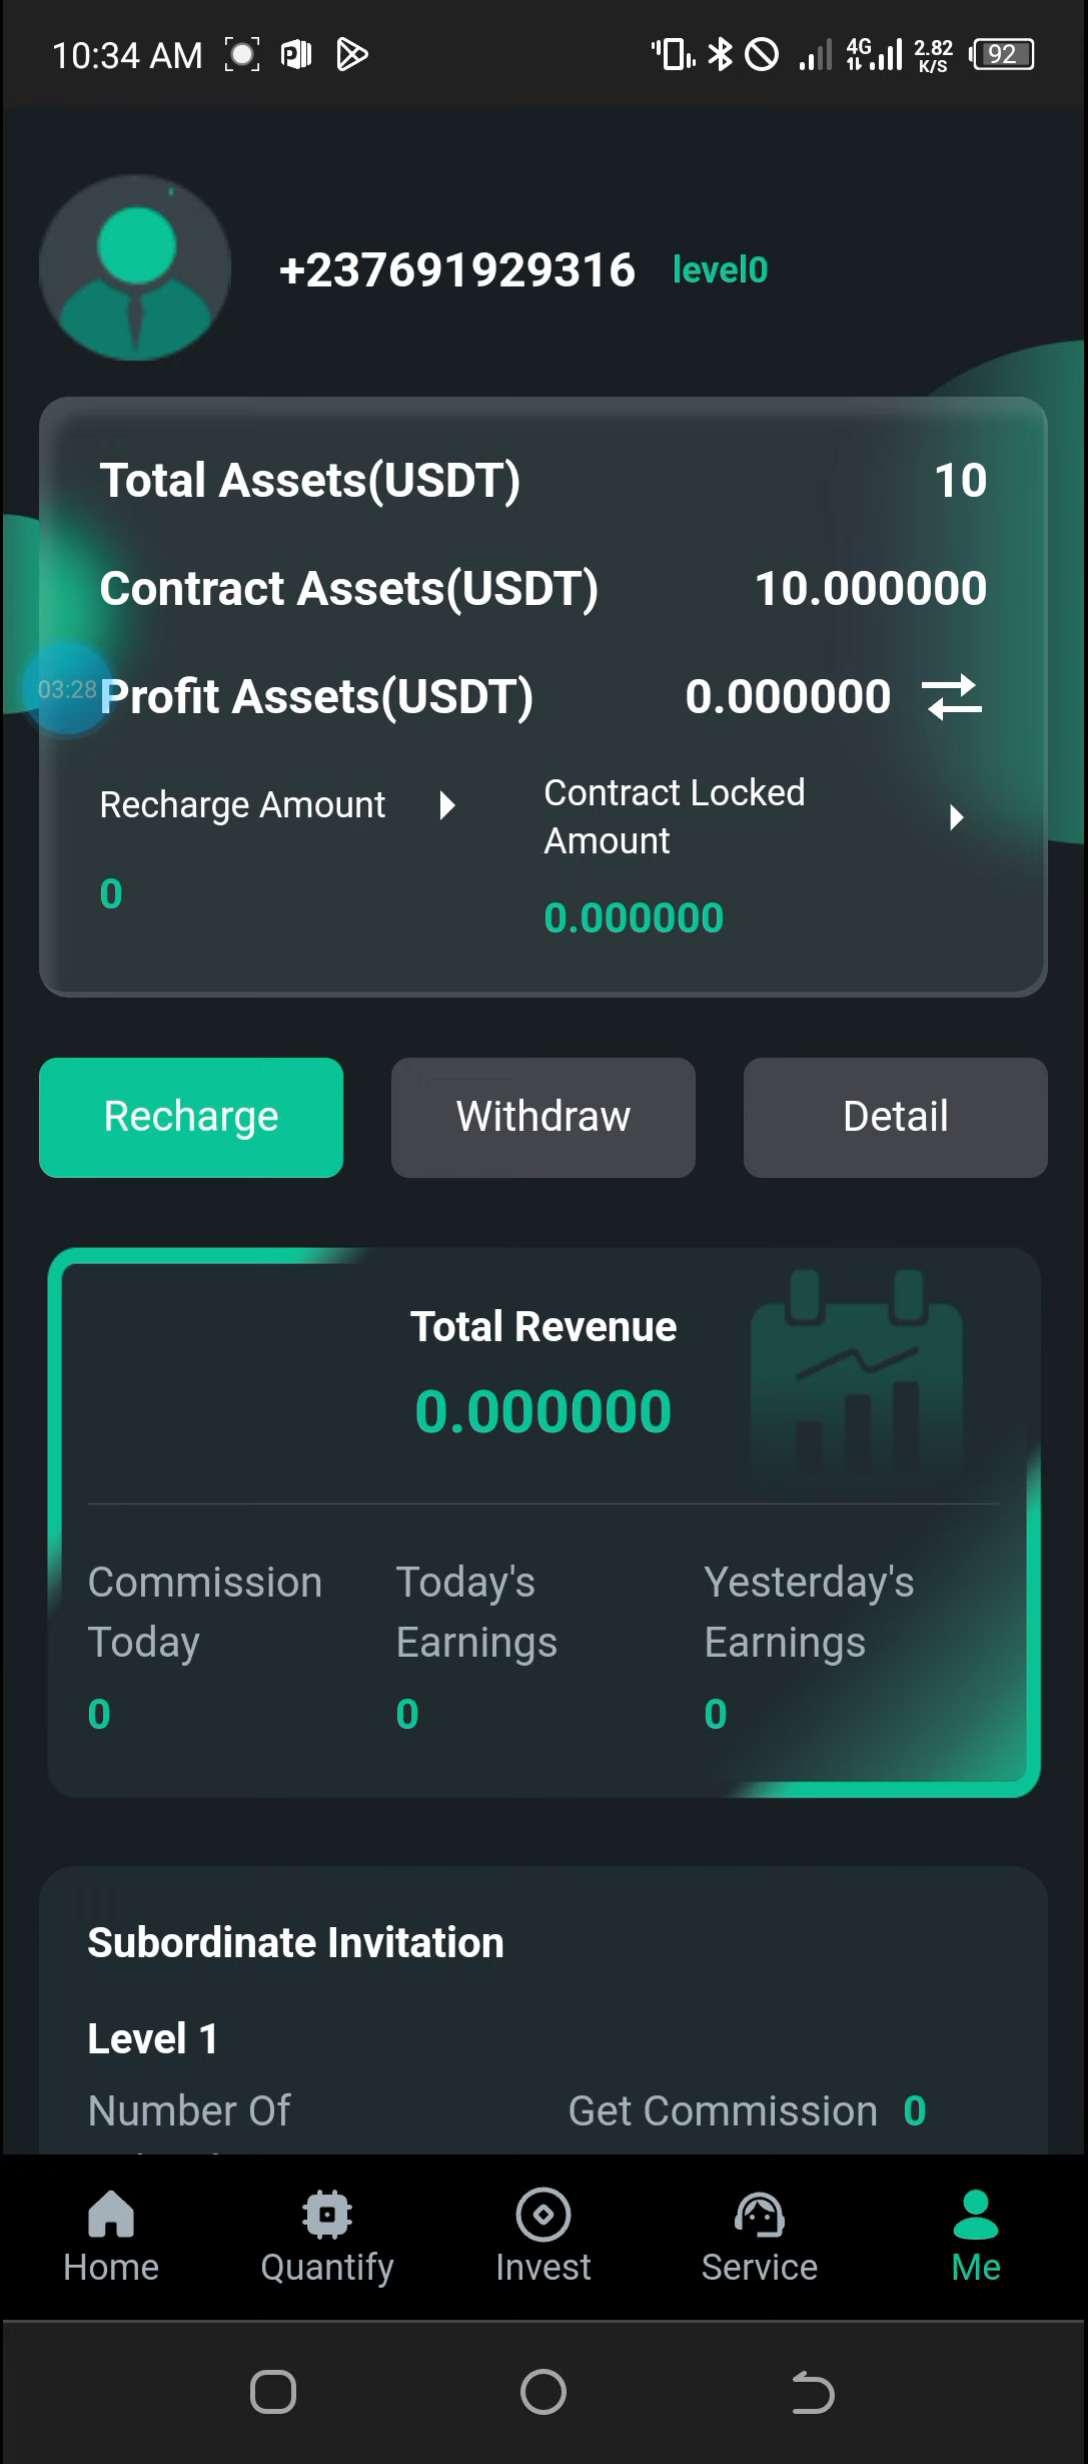 10:34 AM 4G 2.82 K/S 92
+237691929316 level0
Total Assets(USDT) 10
Contract Assets(USDT) 10.000000
03:28 Profit Assets(USDT) 0.000000
Recharge Amount
0
Contract Locked
Amount
0.000000
Recharge Withdraw Detail
Total Revenue
0.000000
Commission
Today
0
Today's
Earnings
0
Yesterday's
Earnings
0
Subordinate Invitation
Level 1
Number Of
Get Commission 0
Home Quantify Invest Service Me